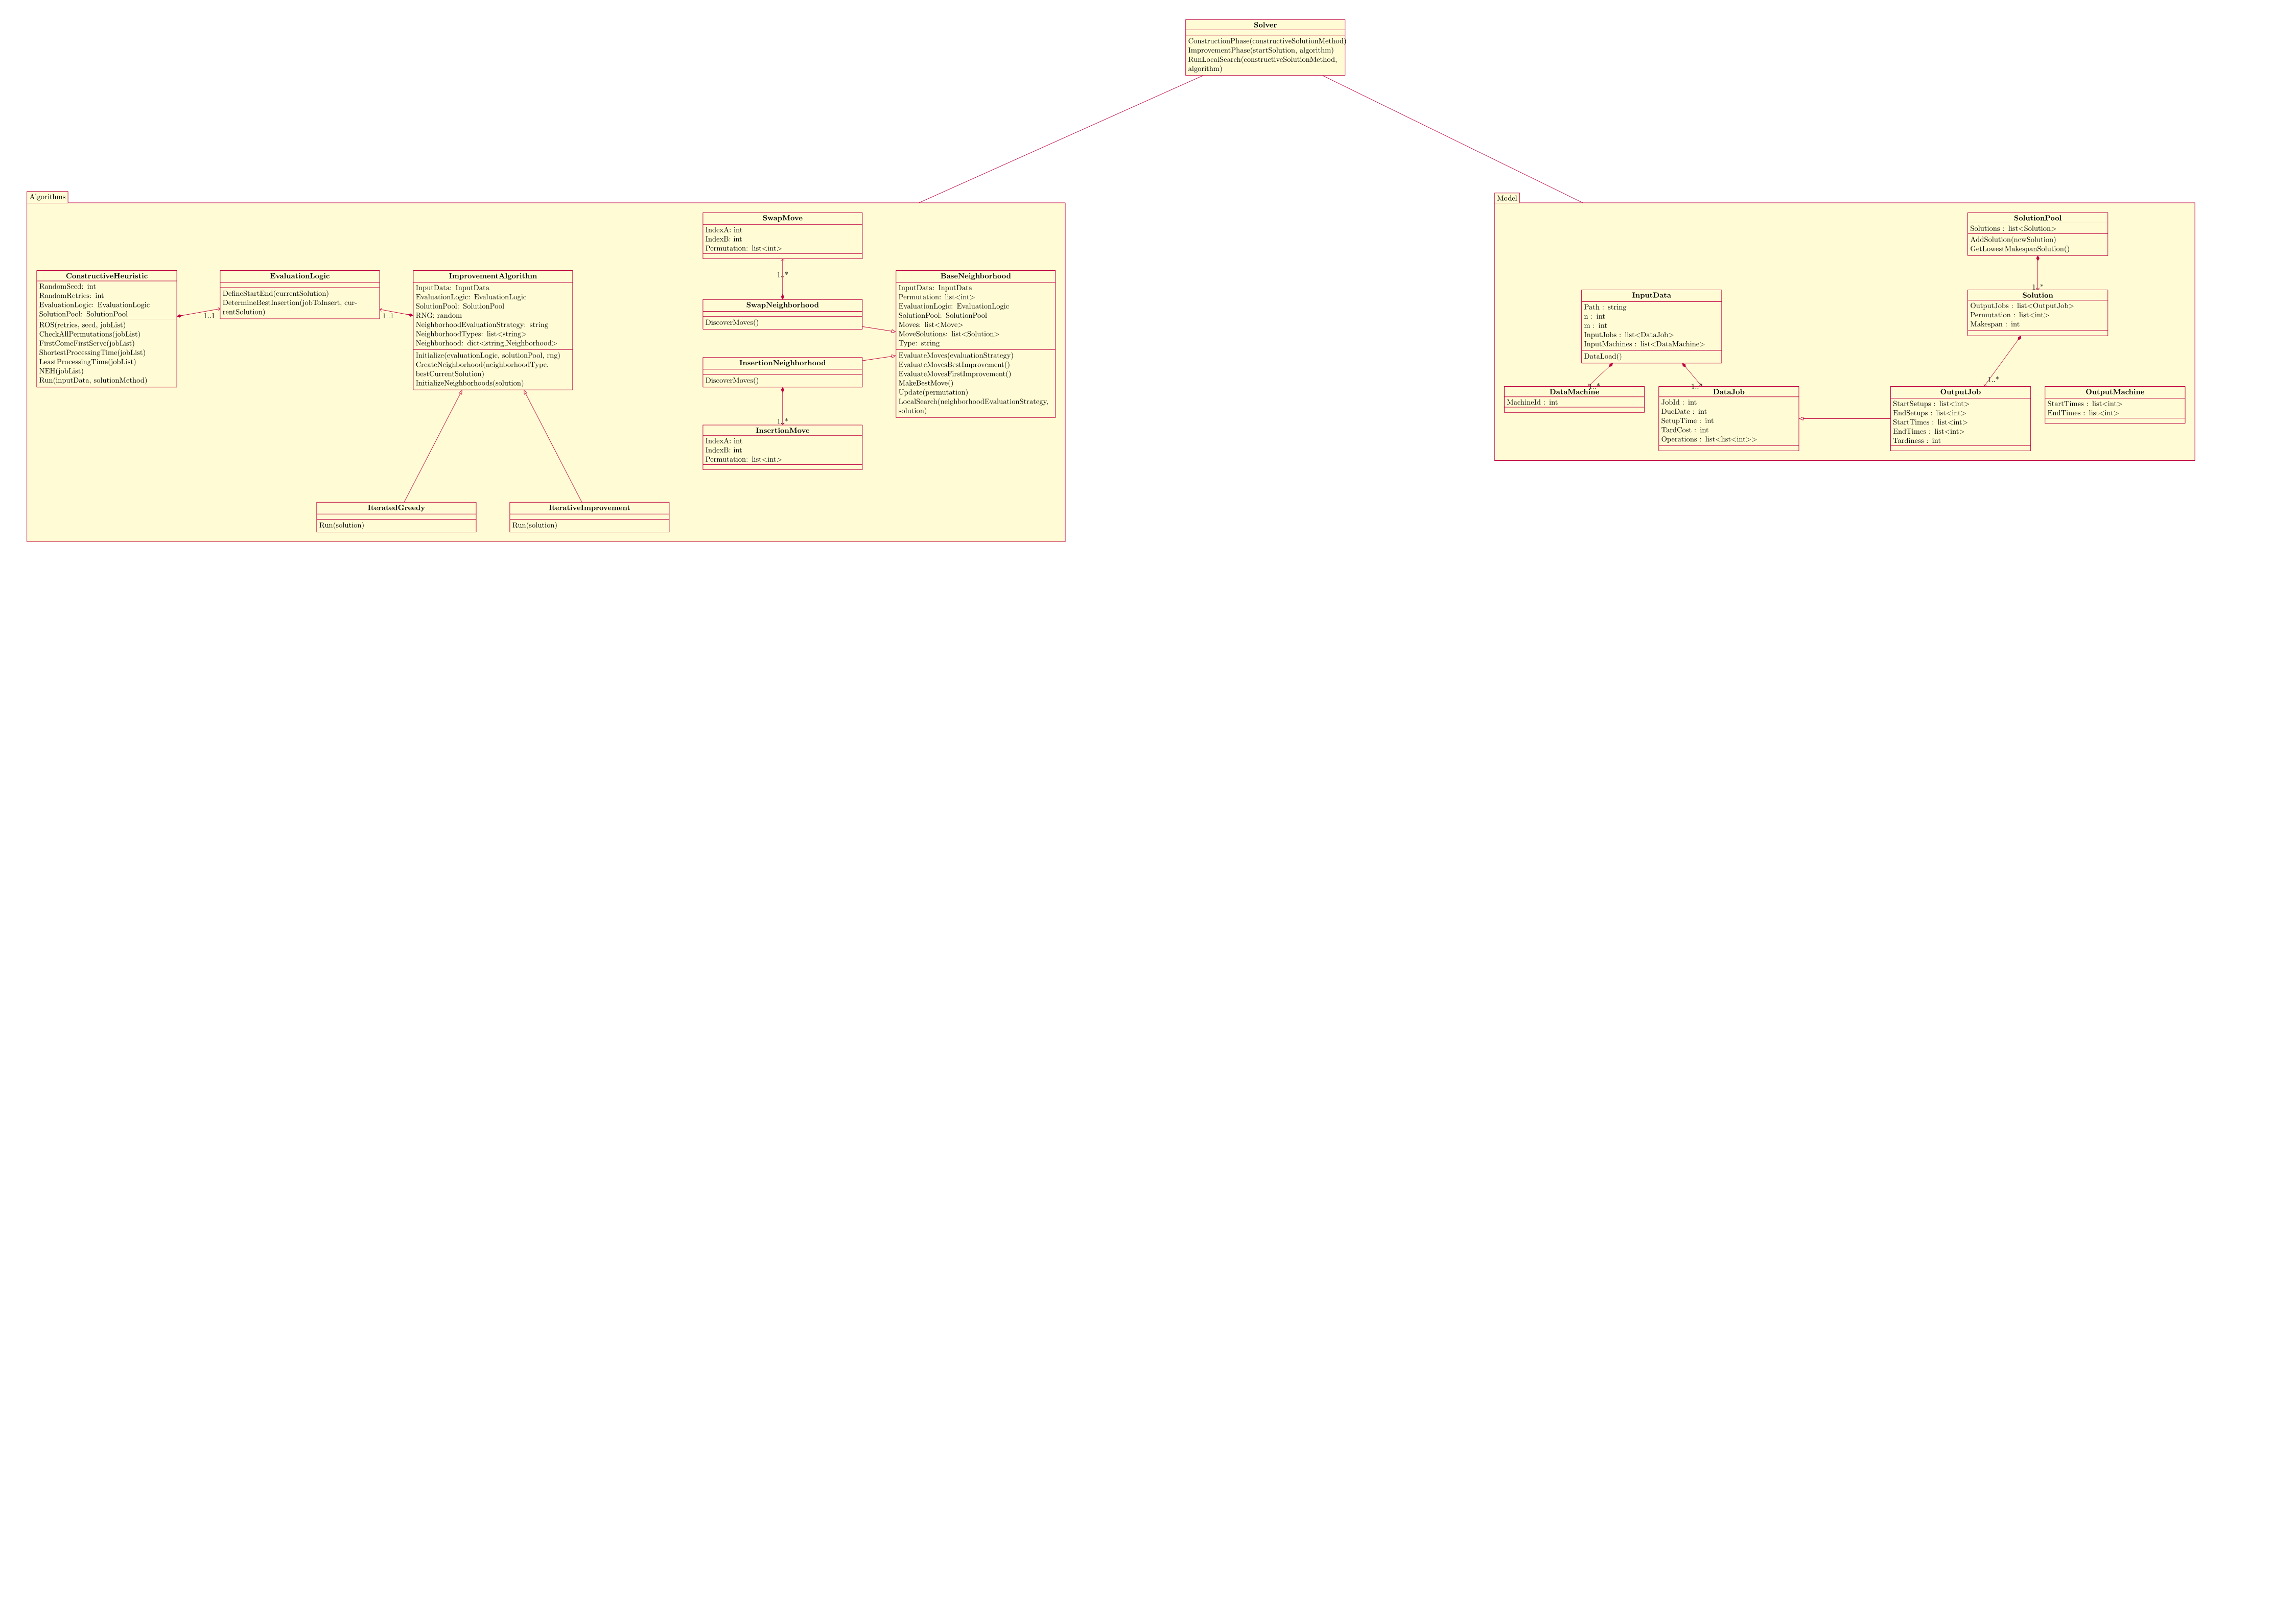 Solver
ConstructionPhase(constructiveSolutionMethod)
ImprovementPhase(startSolution, algorithm)
RunLocalSearch(constructiveSolutionMethod,
algorithm)
Algorithms
SwapMove
IndexA: int
IndexB: int
Permutation: list<int>
1..*
ConstructiveHeuristic
RandomSeed: int
RandomRetries: int
EvaluationLogic: EvaluationLogic
SolutionPool: SolutionPool
ROS(retries, seed, jobList)
CheckAllPermutations(jobList)
FirstComeFirstServe(jobList)
ShortestProcessingTime(jobList)
LeastProcessingTime(jobList)
NEH(jobList)
Run(inputData, solutionMethod)
1..1
EvaluationLogic
DefineStartEnd(currentSolution)
DetermineBestInsertion(jobToInsert, cur-
rentSolution)
1..1
ImprovementAlgorithm
InputData: InputData
EvaluationLogic: EvaluationLogic
SolutionPool: SolutionPool
RNG: random
NeighborhoodEvaluationStrategy: string
NeighborhoodTypes: list<string>
Neighborhood: dict<string,Neighborhood>
Initialize(evaluationLogic, solutionPool, rng)
CreateNeighborhood(neighborhoodType,
bestCurrentSolution)
InitializeNeighborhoods(solution)
SwapNeighborhood
DiscoverMoves()
InsertionNeighborhood
DiscoverMoves()
1..*
InsertionMove
IndexA: int
IndexB: int
Permutation: list<int>
BaseNeighborhood
InputData: InputData
Permutation: list<int>
EvaluationLogic: EvaluationLogic
SolutionPool: SolutionPool
Moves: list<Move>
MoveSolutions: list<Solution>
Type: string
EvaluateMoves(evaluationStrategy)
EvaluateMovesBestImprovement()
EvaluateMovesFirstImprovement()
MakeBestMove()
Update(permutation)
LocalSearch(neighborhoodEvaluationStrategy,
solution)
IteratedGreedy
Run(solution)
IterativeImprovement
Run(solution)
Model
SolutionPool
Solutions : list<Solution>
AddSolution(newSolution)
GetLowestMakespanSolution()
1..*
InputData
Path : string
n : int
m : int
InputJobs : list<DataJob>
InputMachines : list<DataMachine>
DataLoad()
Solution
OutputJobs : list<OutputJob>
Permutation : list<int>
Makespan : int
1..*
1..*
1..*
DataMachine
MachineId : int
DataJob
JobId : int
DueDate : int
SetupTime : int
TardCost : int
Operations : list<list<int>>
OutputJob
StartSetups : list<int>
EndSetups : list<int>
StartTimes : list<int>
EndTimes : list<int>
Tardiness : int
OutputMachine
StartTimes : list<int>
EndTimes : list<int>